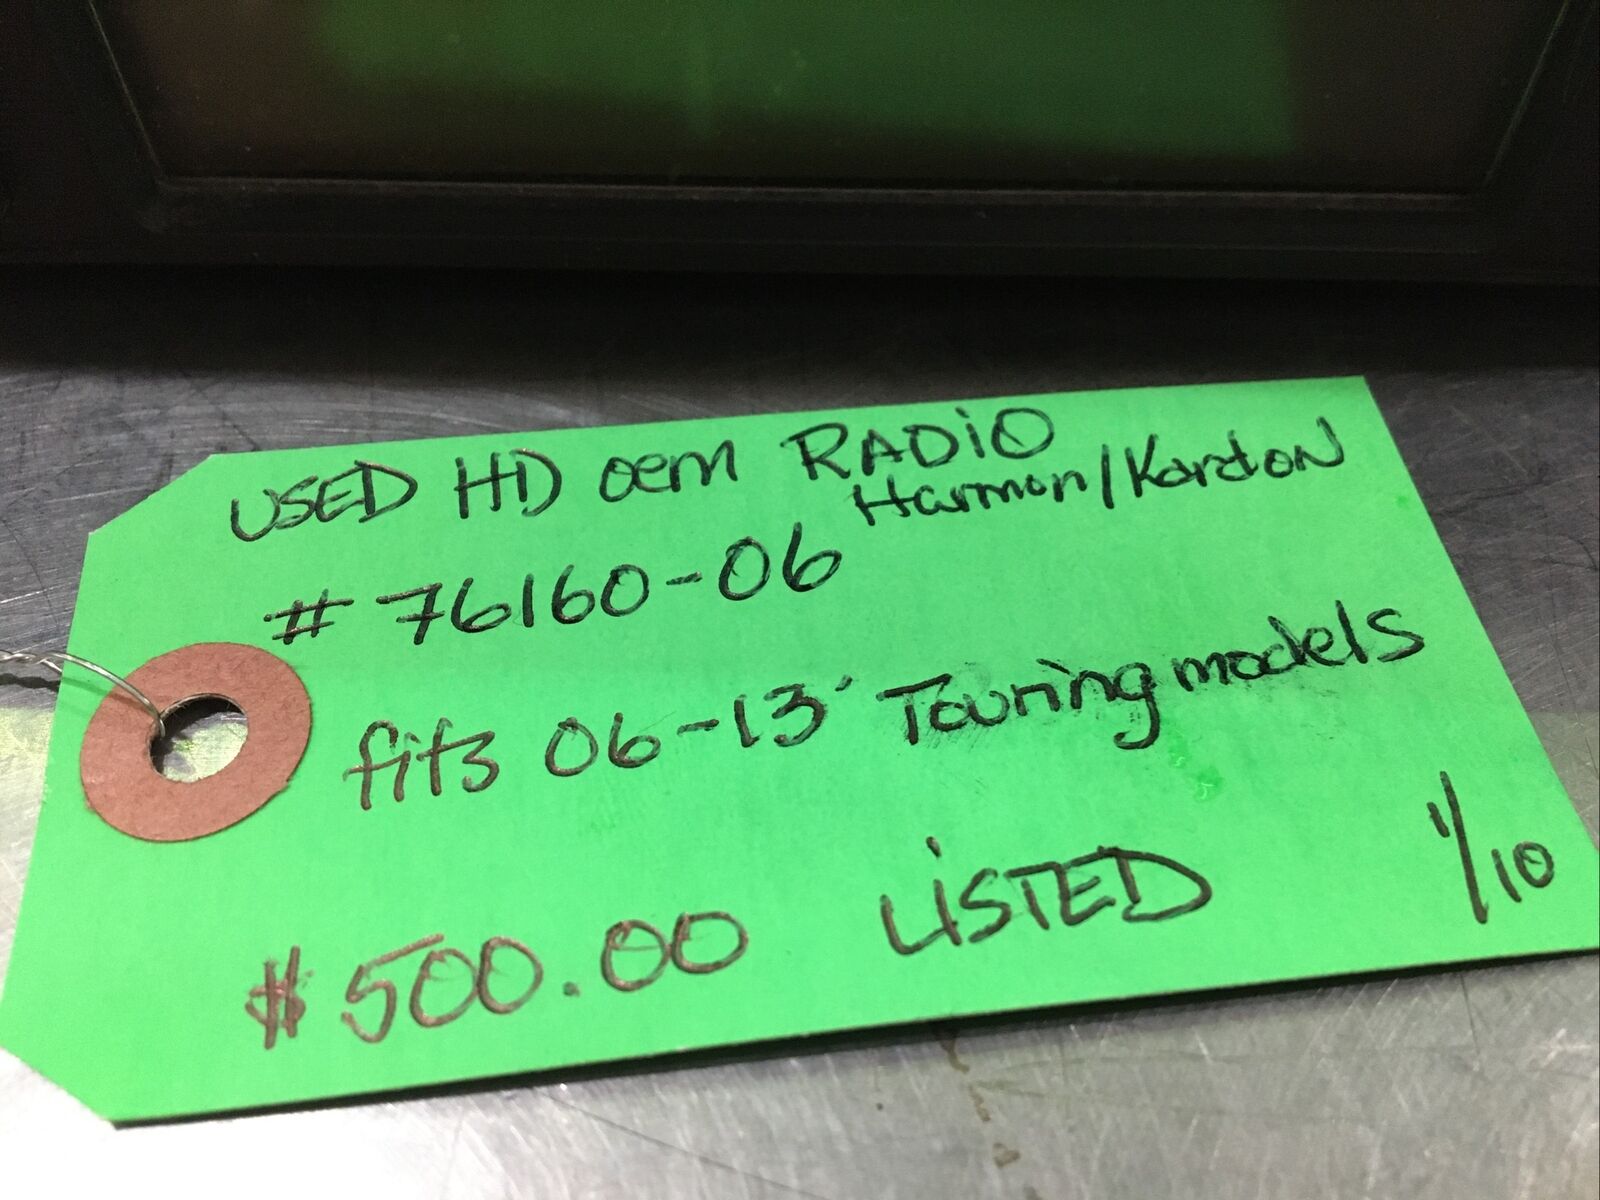 USED HD oem RADiO
Harmon/Kardon
# 76160-06
fits 06-13' Touring models
$500.00 LiSTED 1/10